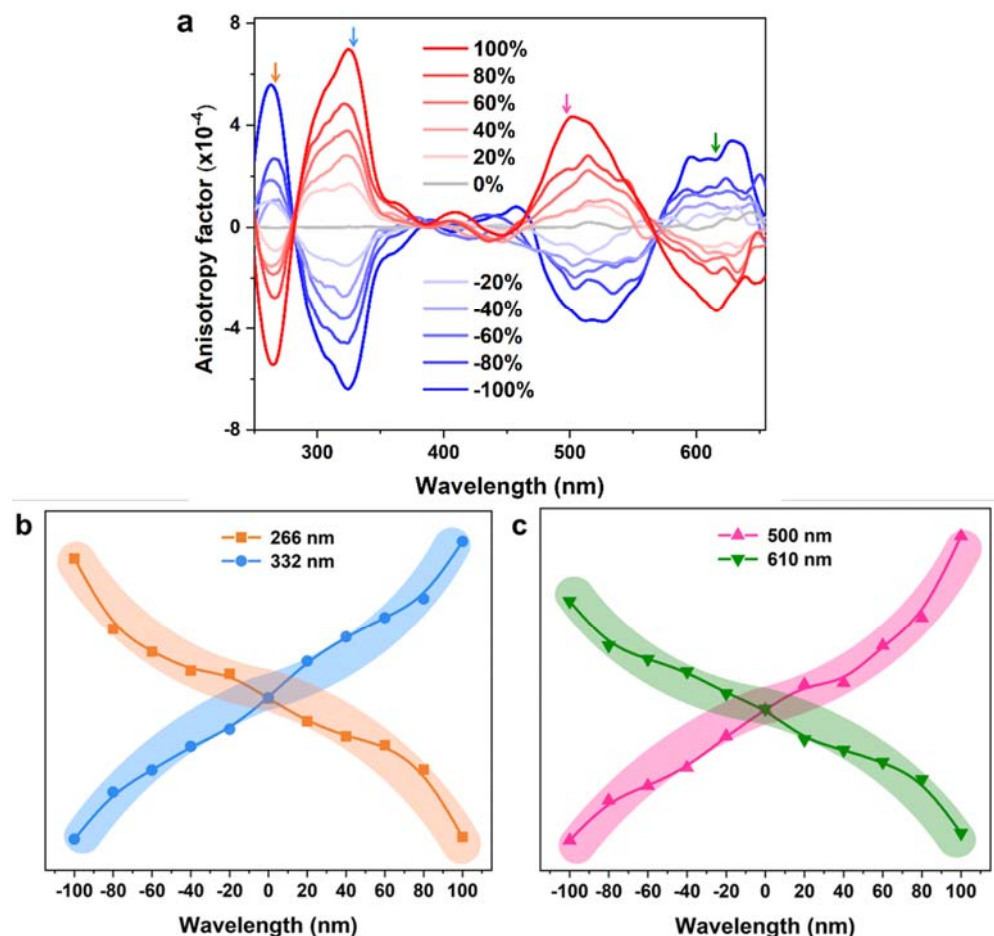 a
8
4
0
-4
-8
Anisotropy factor (x10⁻⁴)
100%
80%
60%
40%
20%
0%
-20%
-40%
-60%
-80%
-100%
300 400 500 600
Wavelength (nm)
b
266 nm
332 nm
-100 -80 -60 -40 -20 0 20 40 60 80 100
Wavelength (nm)
c
500 nm
610 nm
-100 -80 -60 -40 -20 0 20 40 60 80 100
Wavelength (nm)